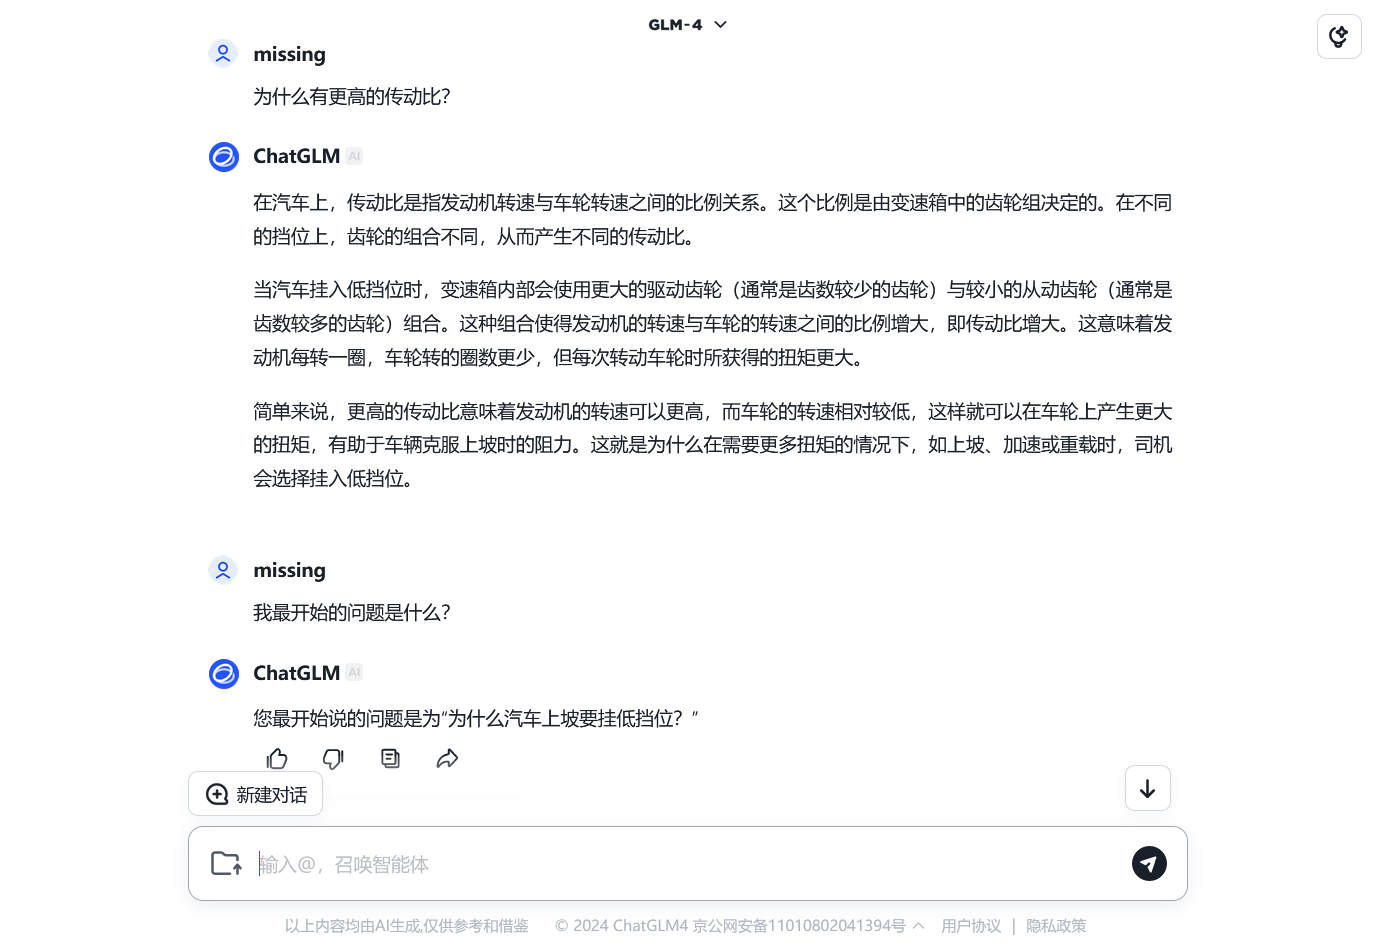 GLM-4
missing
为什么有更高的传动比？
ChatGLM AI
在汽车上，传动比是指发动机转速与车轮转速之间的比例关系。这个比例是由变速箱中的齿轮组决定的。在不同
的挡位上，齿轮的组合不同，从而产生不同的传动比。
当汽车挂入低挡位时，变速箱内部会使用更大的驱动齿轮（通常是齿数较少的齿轮）与较小的从动齿轮（通常是
齿数较多的齿轮）组合。这种组合使得发动机的转速与车轮的转速之间的比例增大，即传动比增大。这意味着发
动机每转一圈，车轮转的圈数更少，但每次转动车轮时所获得的扭矩更大。
简单来说，更高的传动比意味着发动机的转速可以更高，而车轮的转速相对较低，这样就可以在车轮上产生更大
的扭矩，有助于车辆克服上坡时的阻力。这就是为什么在需要更多扭矩的情况下，如上坡、加速或重载时，司机
会选择挂入低挡位。
missing
我最开始的问题是什么？
ChatGLM AI
您最开始说的问题是为“为什么汽车上坡要挂低挡位？”
新建对话
输入@，召唤智能体
以上内容均由AI生成,仅供参考和借鉴 © 2024 ChatGLM4 京公网安备11010802041394号 用户协议 | 隐私政策